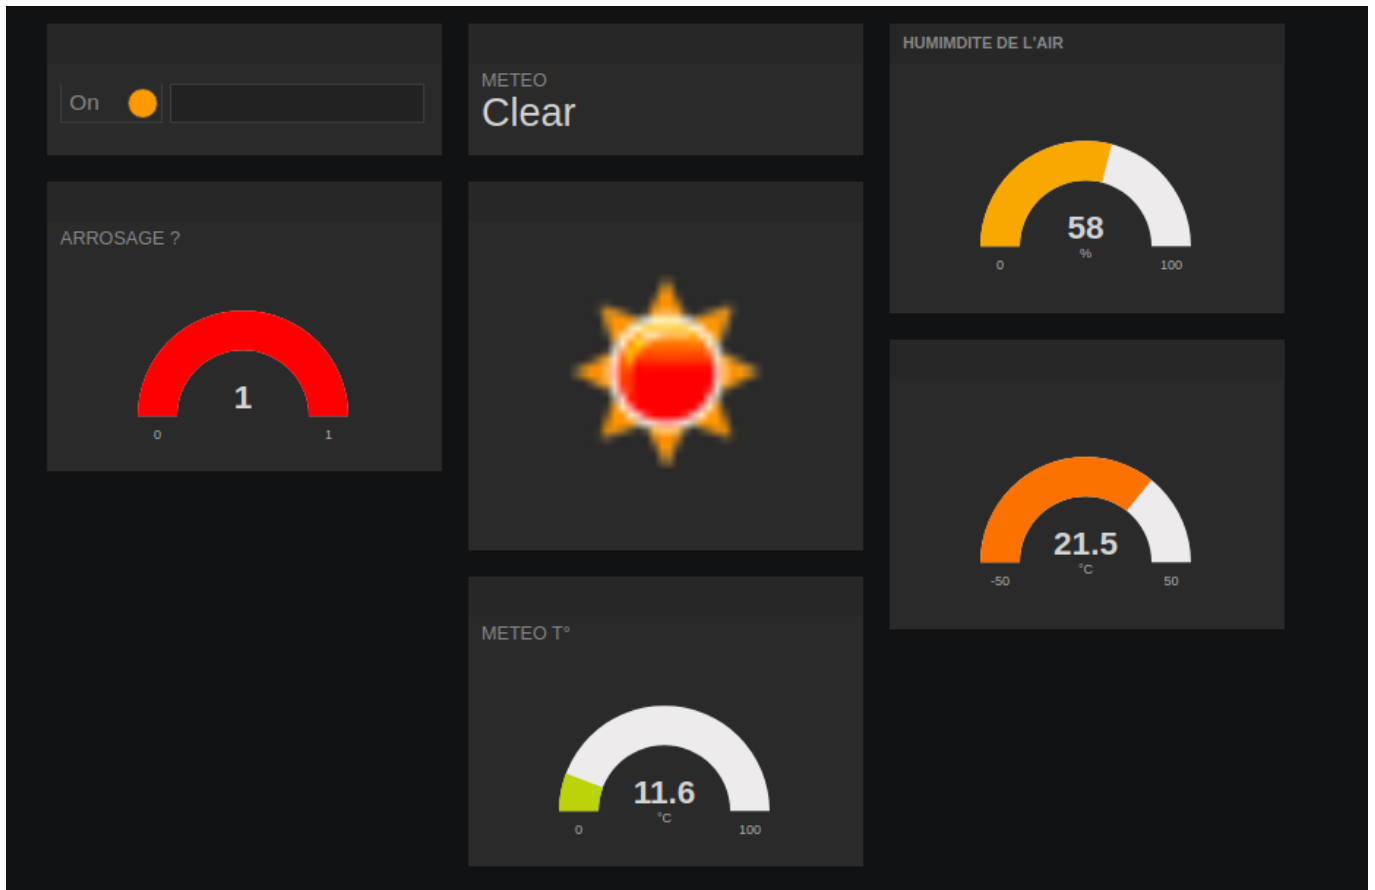 On
ARROSAGE ?
1
0 1
METEO
Clear
METEO T°
11.6
°C
0 100
HUMIMDITE DE L'AIR
58
%
0 100
21.5
°C
-50 50